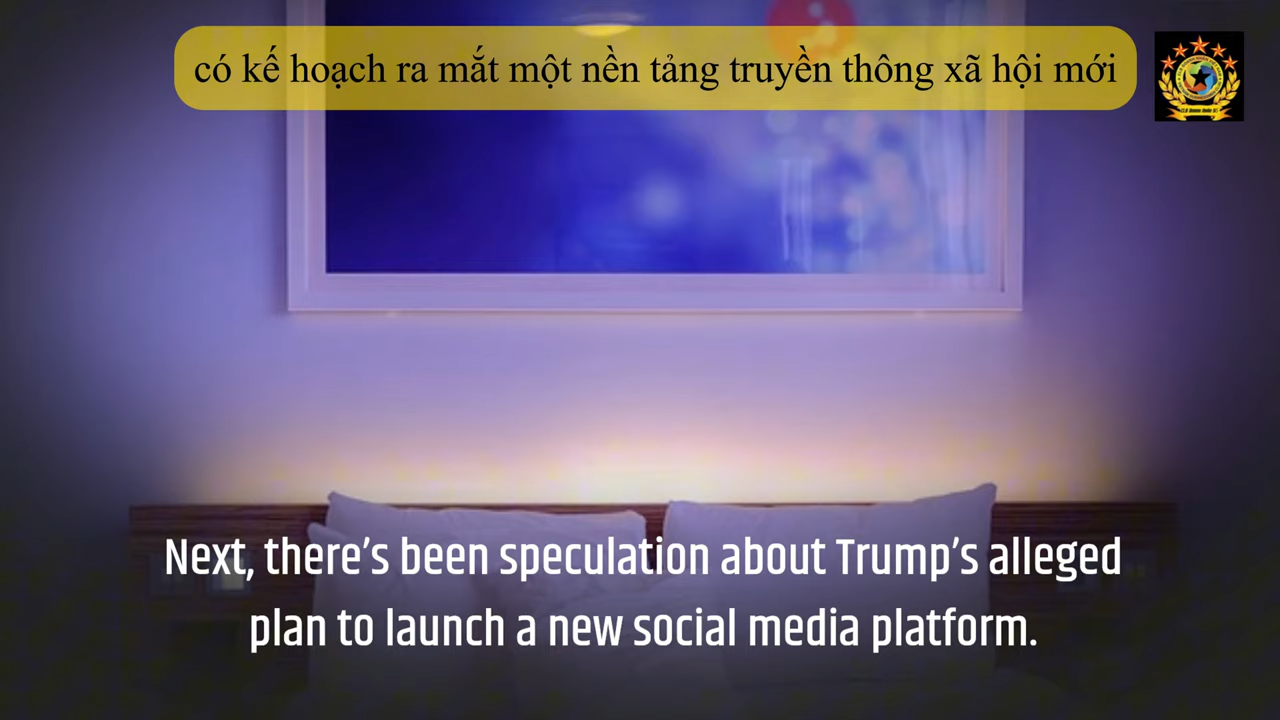 có kế hoạch ra mắt một nền tảng truyền thông xã hội mới
Next, there’s been speculation about Trump’s alleged
plan to launch a new social media platform.